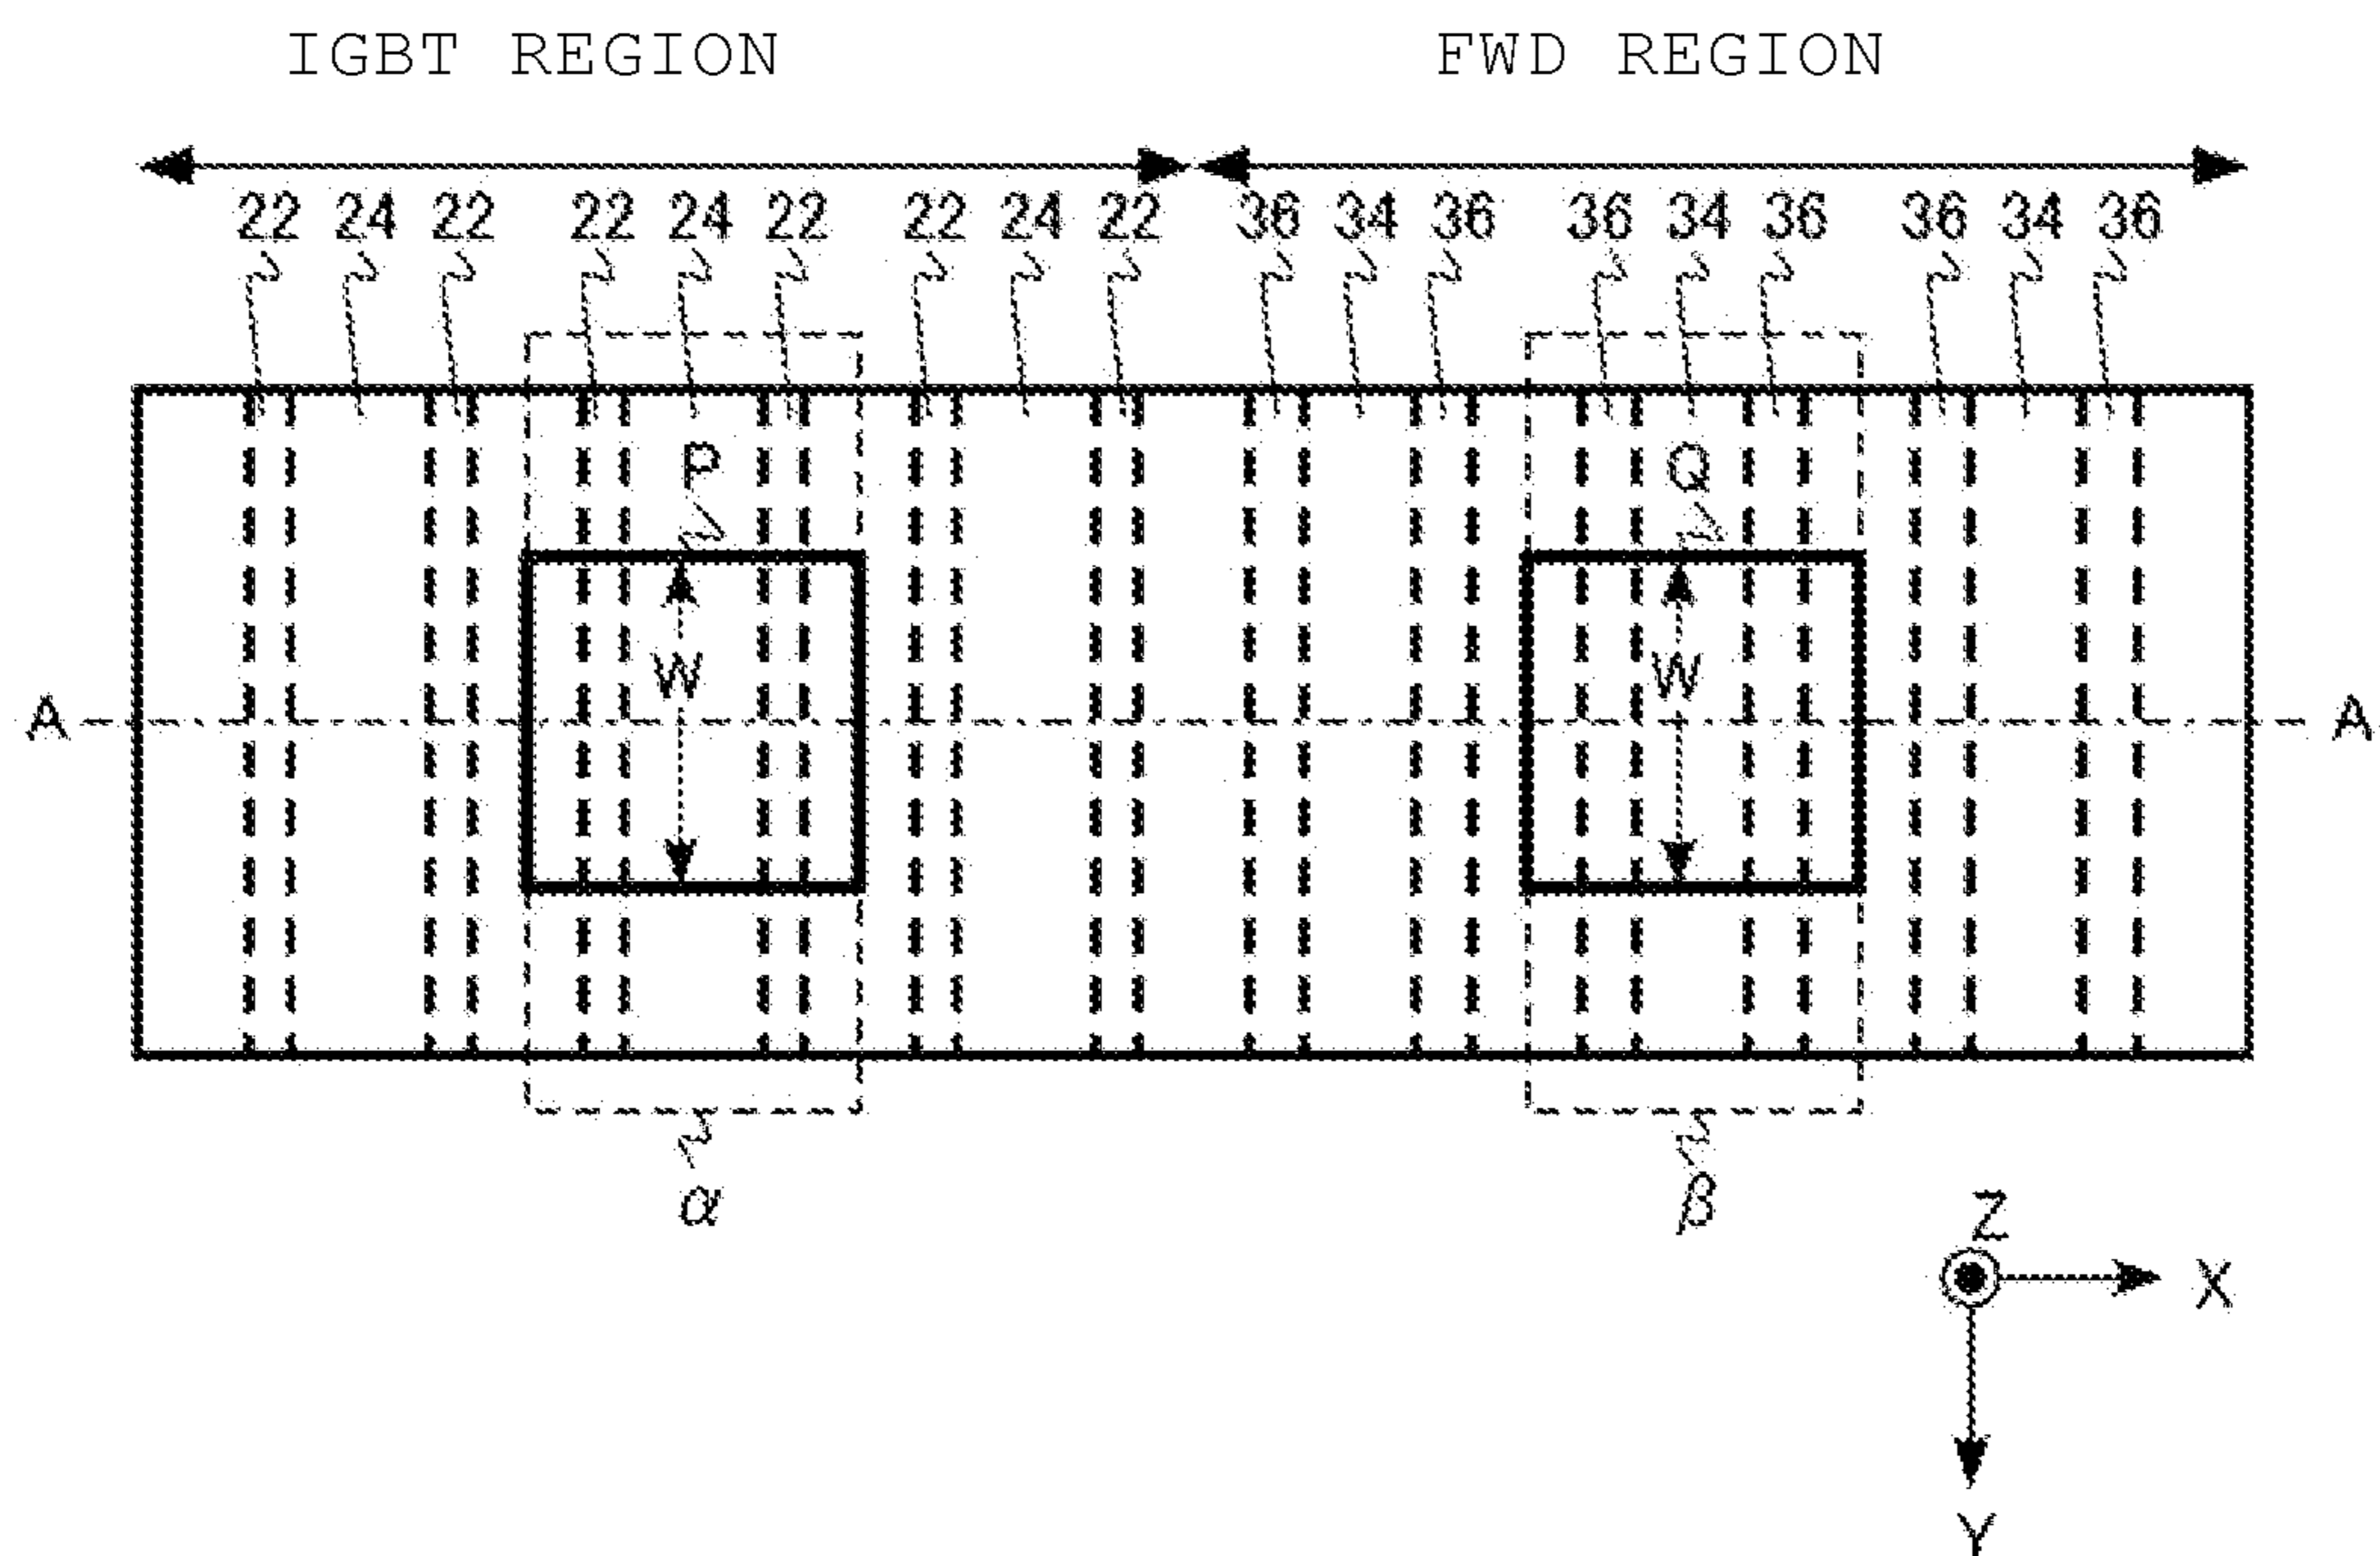 IGBT REGION FWD REGION
22 24 22 22 24 22 22 24 22 36 34 36 36 34 36 36 34 36
P Q
W W
A A
α β
Z
X
Y